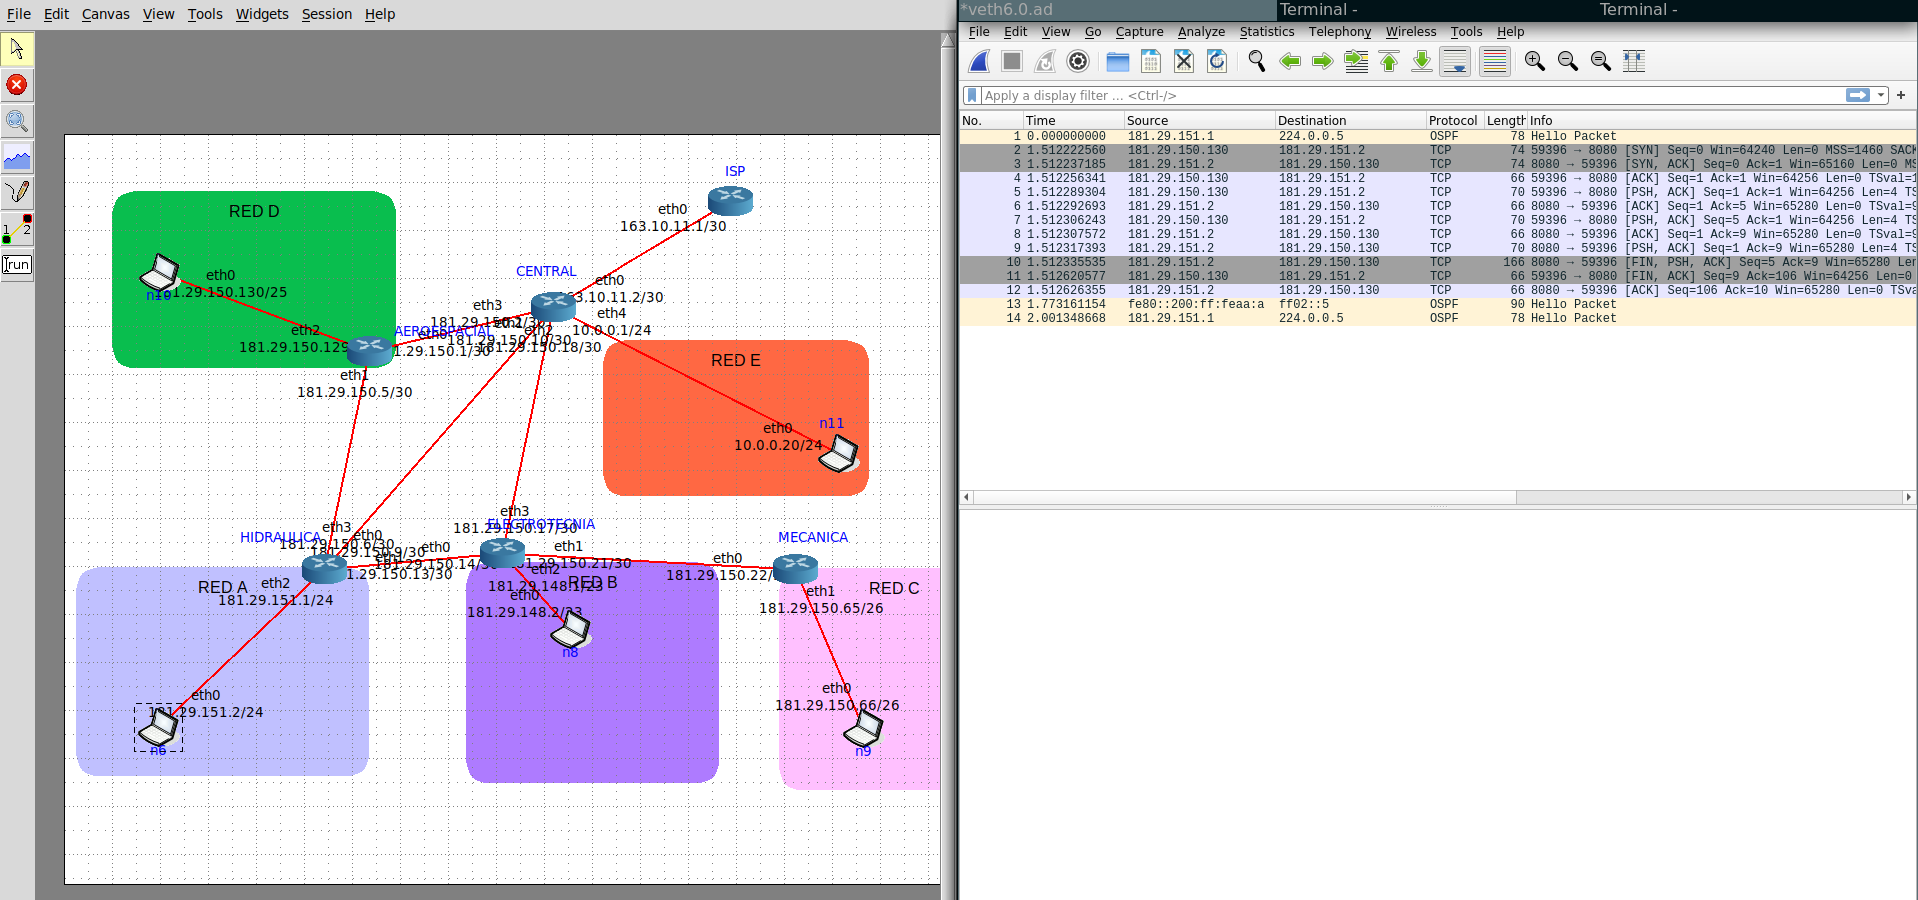 File Edit Canvas View Tools Widgets Session Help
1 2
run
RED D
eth0
181.29.150.130/25
n10
eth2
181.29.150.129
eth1
181.29.150.5/30
AEROESPACIAL
ISP
eth0
163.10.11.1/30
CENTRAL
eth0
163.10.11.2/30
eth3
eth4
10.0.0.1/24
181.29.150.10/30
181.29.150.18/30
1.29.150.1/30
RED E
n11
eth0
10.0.0.20/24
eth3
181.29.150.17/30
ELECTROTECNIA
HIDRAULICA
eth3
181.29.150.6/30
eth0
181.29.150.9/30
eth0
181.29.150.14/30
1.29.150.13/30
eth1
181.29.150.21/30
MECANICA
eth0
181.29.150.22/
RED A
eth2
181.29.151.1/24
eth0
181.29.151.2/24
n6
RED B
eth2
181.29.148.1/23
eth0
181.29.148.2/23
n8
RED C
eth1
181.29.150.65/26
eth0
181.29.150.66/26
n9
*veth6.0.ad Terminal - Terminal -
File Edit View Go Capture Analyze Statistics Telephony Wireless Tools Help
Apply a display filter ... <Ctrl-/>
No. Time Source Destination Protocol Length Info
1 0.000000000 181.29.151.1 224.0.0.5 OSPF 78 Hello Packet
2 1.512222560 181.29.150.130 181.29.151.2 TCP 74 59396 → 8080 [SYN] Seq=0 Win=64240 Len=0 MSS=1460 SACK
3 1.512237185 181.29.151.2 181.29.150.130 TCP 74 8080 → 59396 [SYN, ACK] Seq=0 Ack=1 Win=65160 Len=0 MS
4 1.512256341 181.29.150.130 181.29.151.2 TCP 66 59396 → 8080 [ACK] Seq=1 Ack=1 Win=64256 Len=0 TSval=1
5 1.512289304 181.29.150.130 181.29.151.2 TCP 70 59396 → 8080 [PSH, ACK] Seq=1 Ack=1 Win=64256 Len=4 TS
6 1.512292693 181.29.151.2 181.29.150.130 TCP 66 8080 → 59396 [ACK] Seq=1 Ack=5 Win=65280 Len=0 TSval=9
7 1.512306243 181.29.150.130 181.29.151.2 TCP 70 59396 → 8080 [PSH, ACK] Seq=5 Ack=1 Win=64256 Len=4 TS
8 1.512307572 181.29.151.2 181.29.150.130 TCP 66 8080 → 59396 [ACK] Seq=1 Ack=9 Win=65280 Len=0 TSval=9
9 1.512317393 181.29.151.2 181.29.150.130 TCP 70 8080 → 59396 [PSH, ACK] Seq=1 Ack=9 Win=65280 Len=4 TS
10 1.512335535 181.29.151.2 181.29.150.130 TCP 166 8080 → 59396 [FIN, PSH, ACK] Seq=5 Ack=9 Win=65280 Len
11 1.512620577 181.29.150.130 181.29.151.2 TCP 66 59396 → 8080 [FIN, ACK] Seq=9 Ack=106 Win=64256 Len=0
12 1.512626355 181.29.151.2 181.29.150.130 TCP 66 8080 → 59396 [ACK] Seq=106 Ack=10 Win=65280 Len=0 TSva
13 1.773161154 fe80::200:ff:feaa:a ff02::5 OSPF 90 Hello Packet
14 2.001348668 181.29.151.1 224.0.0.5 OSPF 78 Hello Packet